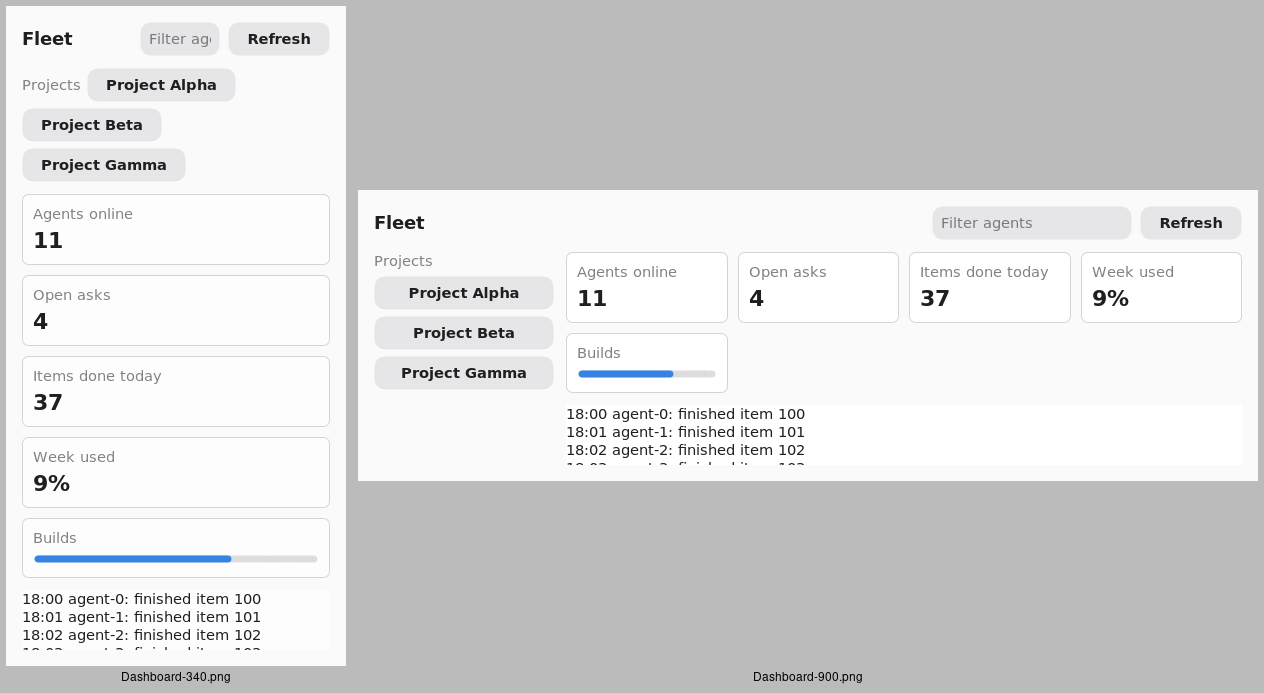 Fleet
Filter ag
Refresh
Projects Project Alpha
Project Beta
Project Gamma
Agents online
11
Open asks
4
Items done today
37
Week used
9%
Builds
18:00 agent-0: finished item 100
18:01 agent-1: finished item 101
18:02 agent-2: finished item 102
Dashboard-340.png
Fleet
Filter agents
Refresh
Projects
Project Alpha
Project Beta
Project Gamma
Agents online
11
Open asks
4
Items done today
37
Week used
9%
Builds
18:00 agent-0: finished item 100
18:01 agent-1: finished item 101
18:02 agent-2: finished item 102
Dashboard-900.png